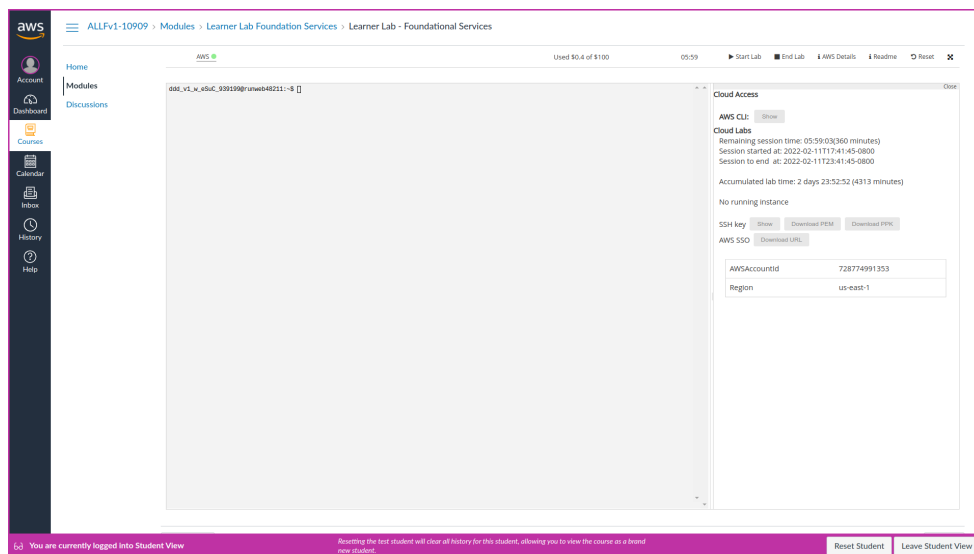 aws
ALLFv1-10909 › Modules › Learner Lab Foundation Services › Learner Lab - Foundational Services
Account
Dashboard
Courses
Calendar
Inbox
History
Help
Home
Modules
Discussions
AWS
Used $0.4 of $100
05:59
Start Lab
End Lab
AWS Details
Readme
Reset
ddd_v1_w_eSuC_939199@runweb48211:~$
Close
Cloud Access
AWS CLI: Show
Cloud Labs
Remaining session time: 05:59:03(360 minutes)
Session started at: 2022-02-11T17:41:45-0800
Session to end at: 2022-02-11T23:41:45-0800
Accumulated lab time: 2 days 23:52:52 (4313 minutes)
No running instance
SSH key Show Download PEM Download PPK
AWS SSO Download URL
AWSAccountId 728774991353
Region us-east-1
You are currently logged into Student View
Resetting the test student will clear all history for this student, allowing you to view the course as a brand
new student.
Reset Student
Leave Student View